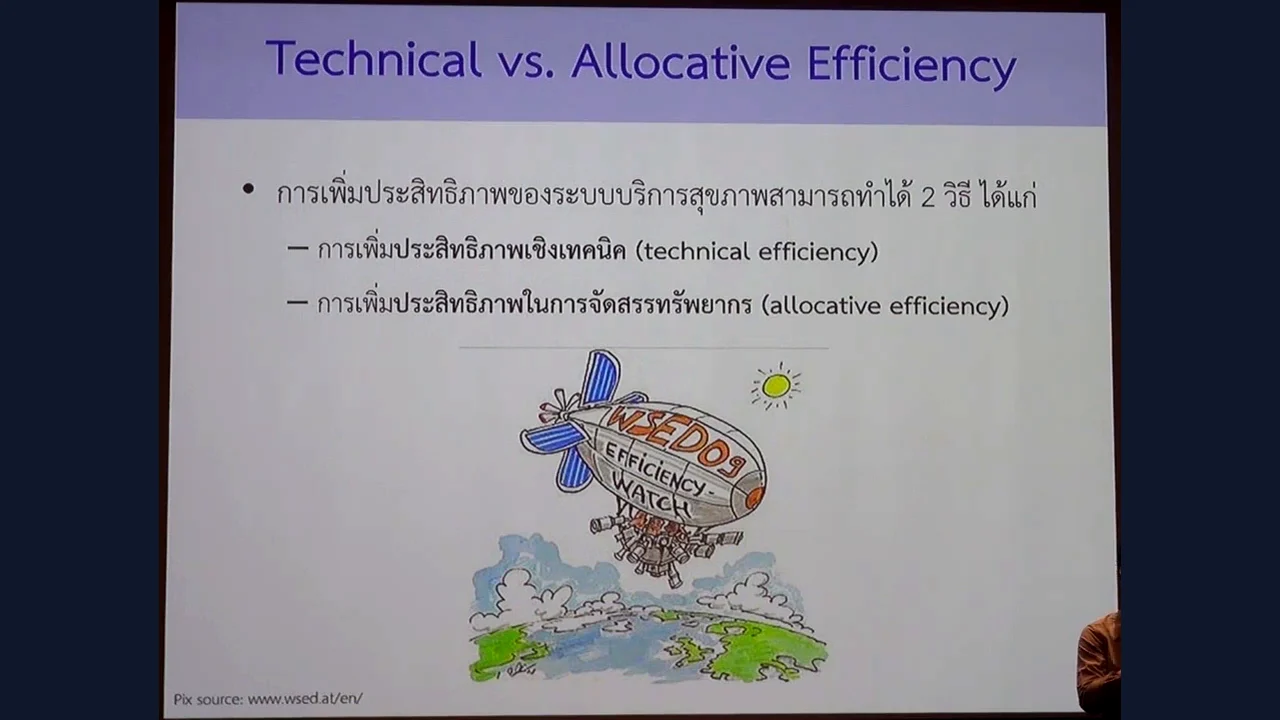 Technical vs. Allocative Efficiency
• การเพิ่มประสิทธิภาพของระบบบริการสุขภาพสามารถทำได้ 2 วิธี ได้แก่
– การเพิ่มประสิทธิภาพเชิงเทคนิค (technical efficiency)
– การเพิ่มประสิทธิภาพในการจัดสรรทรัพยากร (allocative efficiency)
WSED09
EFFICIENCY-
WATCH
Pix source: www.wsed.at/en/